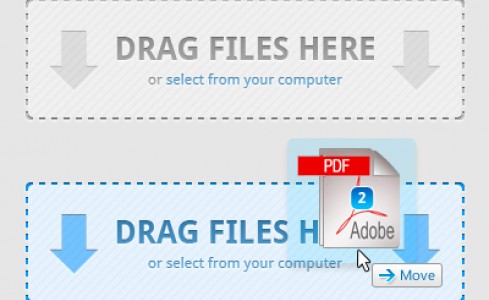 DRAG FILES HERE
or select from your computer
PDF
2
Adobe
DRAG FILES H
or select from your computer
Move